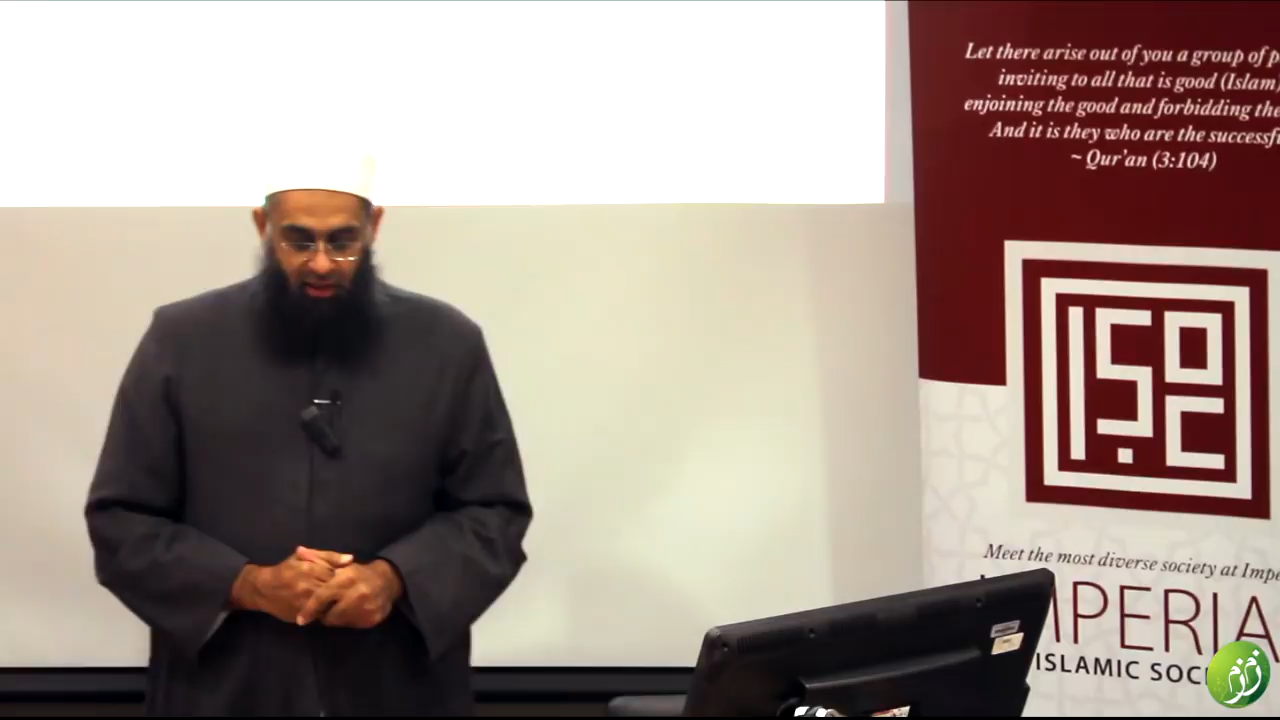 Let there arise out of you a group of p
inviting to all that is good (Islam)
enjoining the good and forbidding the
And it is they who are the successf
~ Qur'an (3:104)
ISOC
Meet the most diverse society at Impe
IMPERIA
ISLAMIC SOC
زمزم